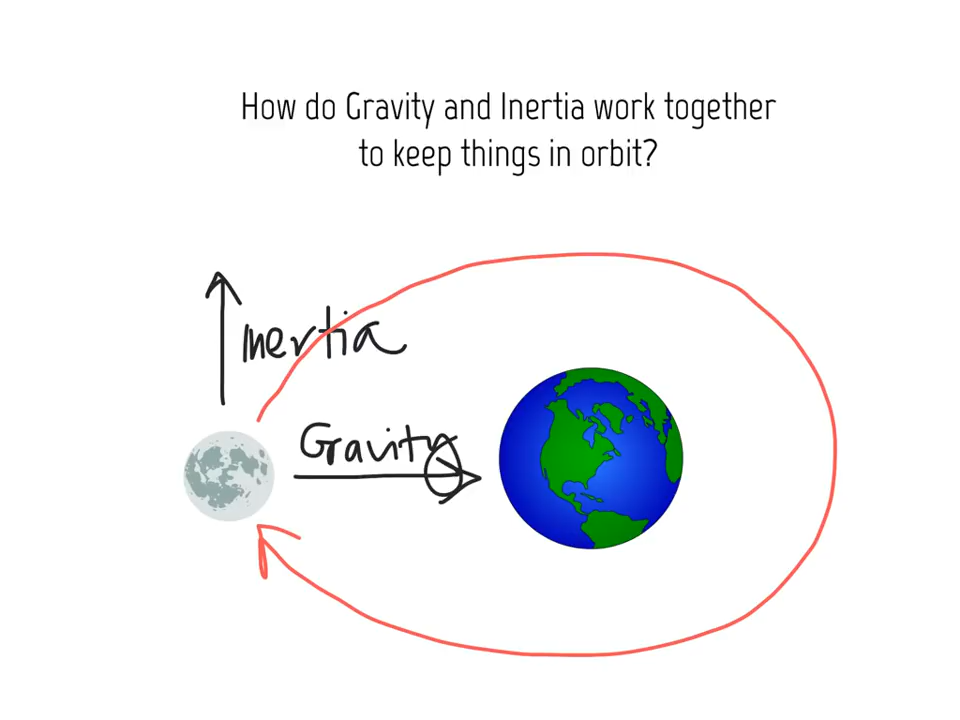 How do Gravity and Inertia work together
to keep things in orbit?
Inertia
Gravity